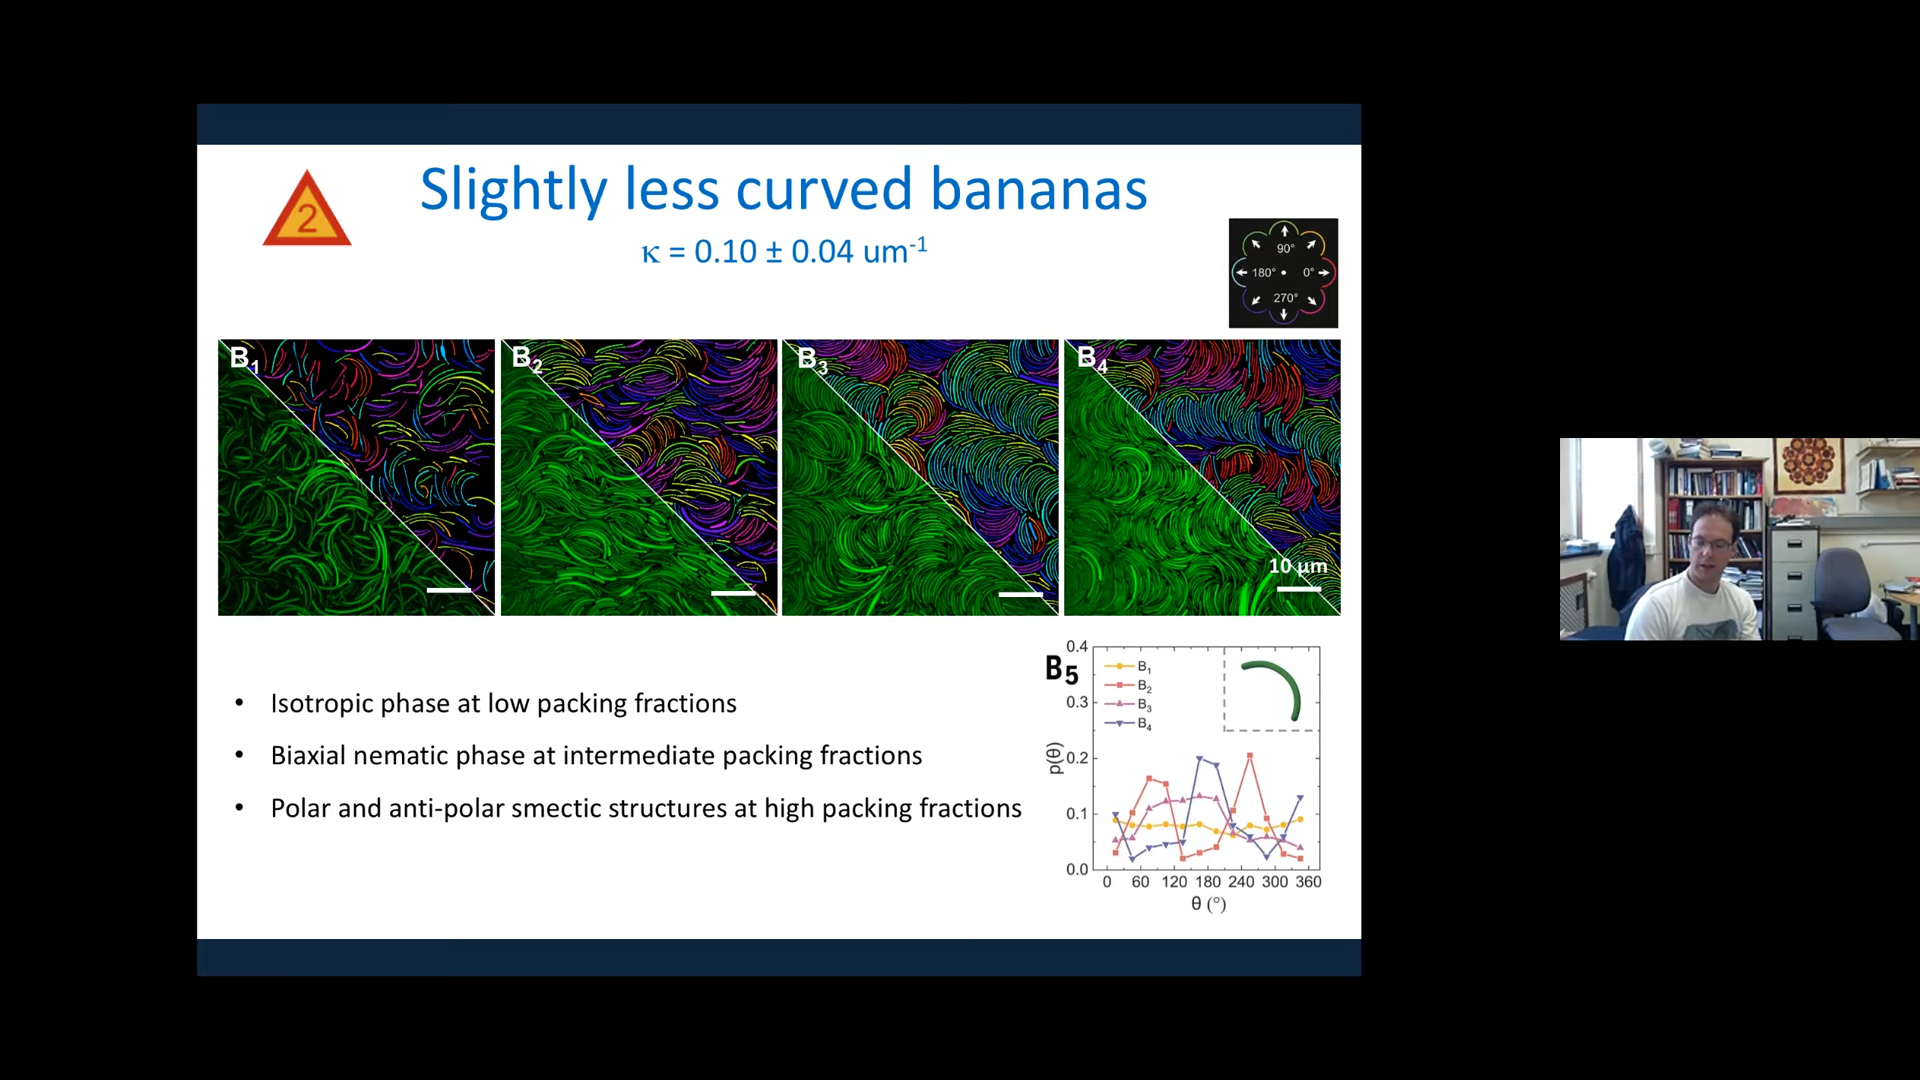 2
Slightly less curved bananas
κ = 0.10 ± 0.04 um⁻¹
90°
180° 0°
270°
B₁ B₂ B₃ B₄
10 μm
• Isotropic phase at low packing fractions
• Biaxial nematic phase at intermediate packing fractions
• Polar and anti-polar smectic structures at high packing fractions
B₅
B₁
B₂
B₃
B₄
p(θ)
0.4
0.3
0.2
0.1
0.0
0 60 120 180 240 300 360
θ (°)